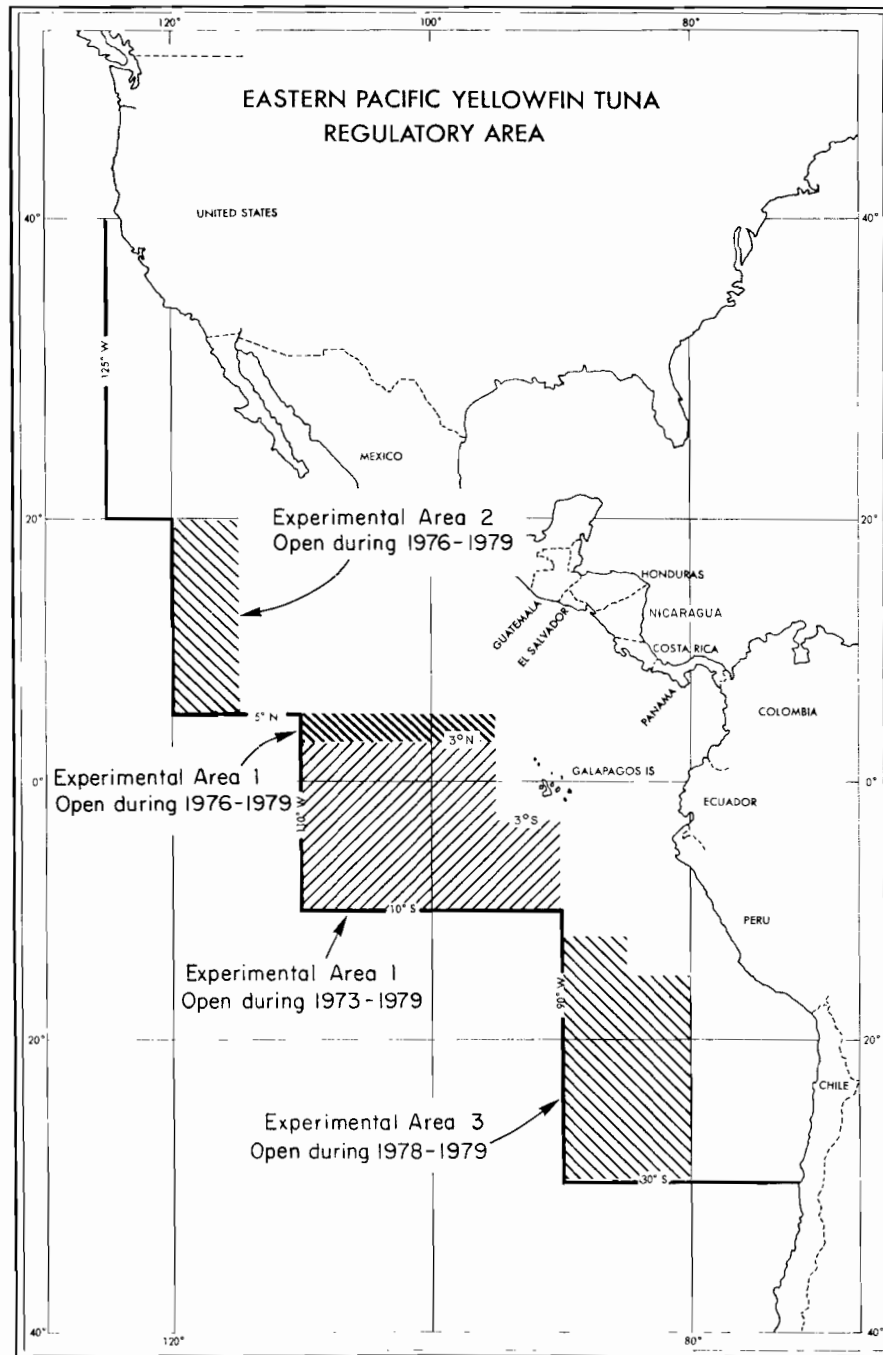 120°
100°
80°
EASTERN PACIFIC YELLOWFIN TUNA
REGULATORY AREA
UNITED STATES
40°
40°
125° W
MEXICO
20°
20°
Experimental Area 2
Open during 1976-1979
HONDURAS
GUATEMALA
EL SALVADOR
NICARAGUA
COSTA RICA
PANAMA
COLOMBIA
5° N
3°N
Experimental Area 1
Open during 1976-1979
0°
0°
GALAPAGOS IS
ECUADOR
110° W
3°S
10° S
PERU
Experimental Area 1
Open during 1973-1979
90° W
20°
20°
CHILE
Experimental Area 3
Open during 1978-1979
30° S
40°
40°
120°
80°